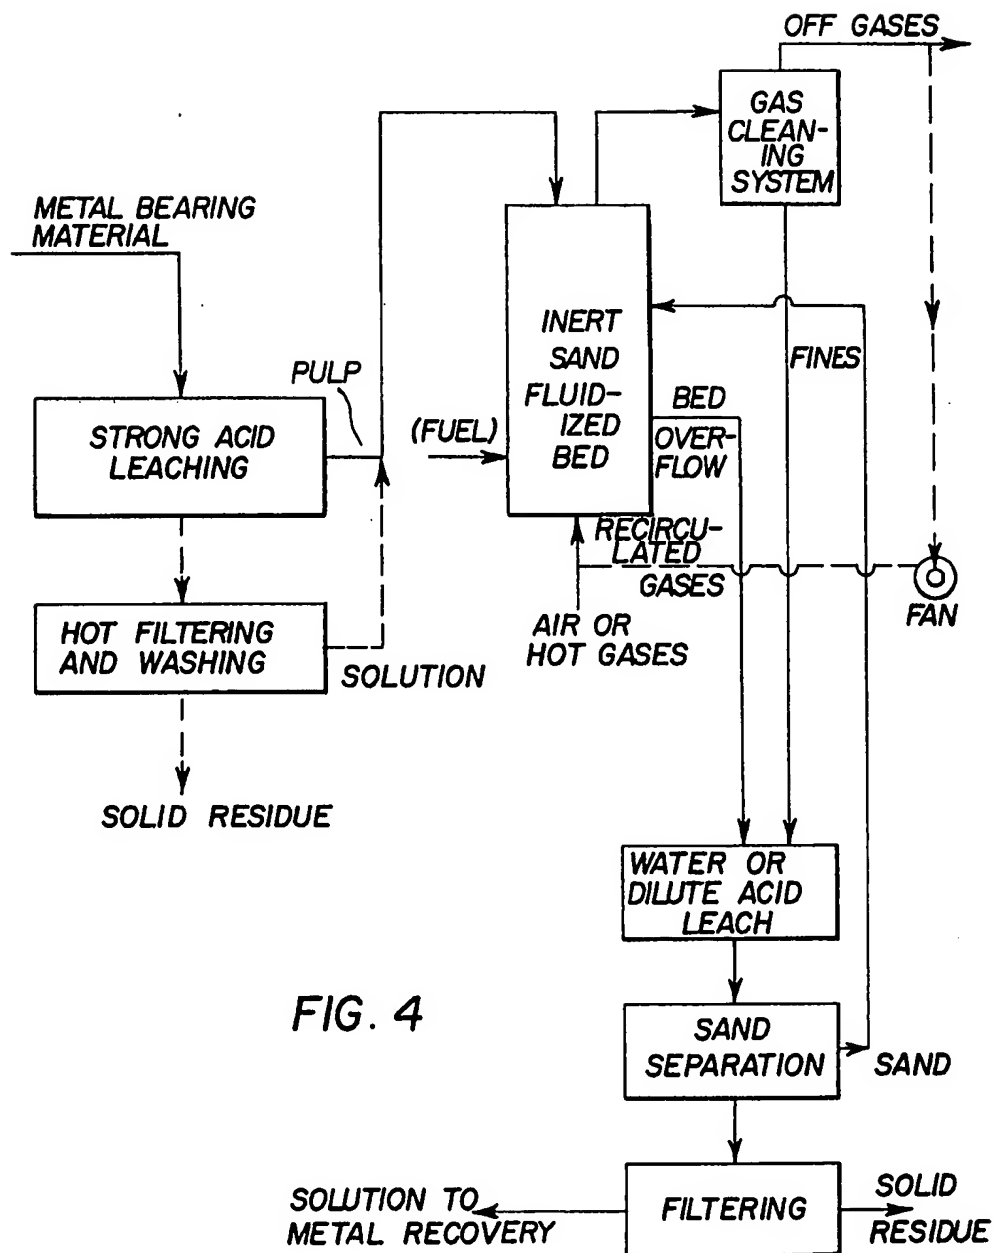 OFF GASES
GAS
CLEAN-
ING
SYSTEM
METAL BEARING
MATERIAL
INERT
SAND
FLUID-
IZED
BED
FINES
PULP
(FUEL)
BED
OVER-
FLOW
STRONG ACID
LEACHING
RECIRCU-
LATED
GASES
FAN
AIR OR
HOT GASES
HOT FILTERING
AND WASHING
SOLUTION
SOLID RESIDUE
WATER OR
DILUTE ACID
LEACH
FIG. 4
SAND
SEPARATION
SAND
SOLUTION TO
METAL RECOVERY
FILTERING
SOLID
RESIDUE